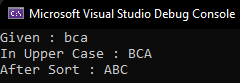 Microsoft Visual Studio Debug Console
Given : bca
In Upper Case : BCA
After Sort : ABC